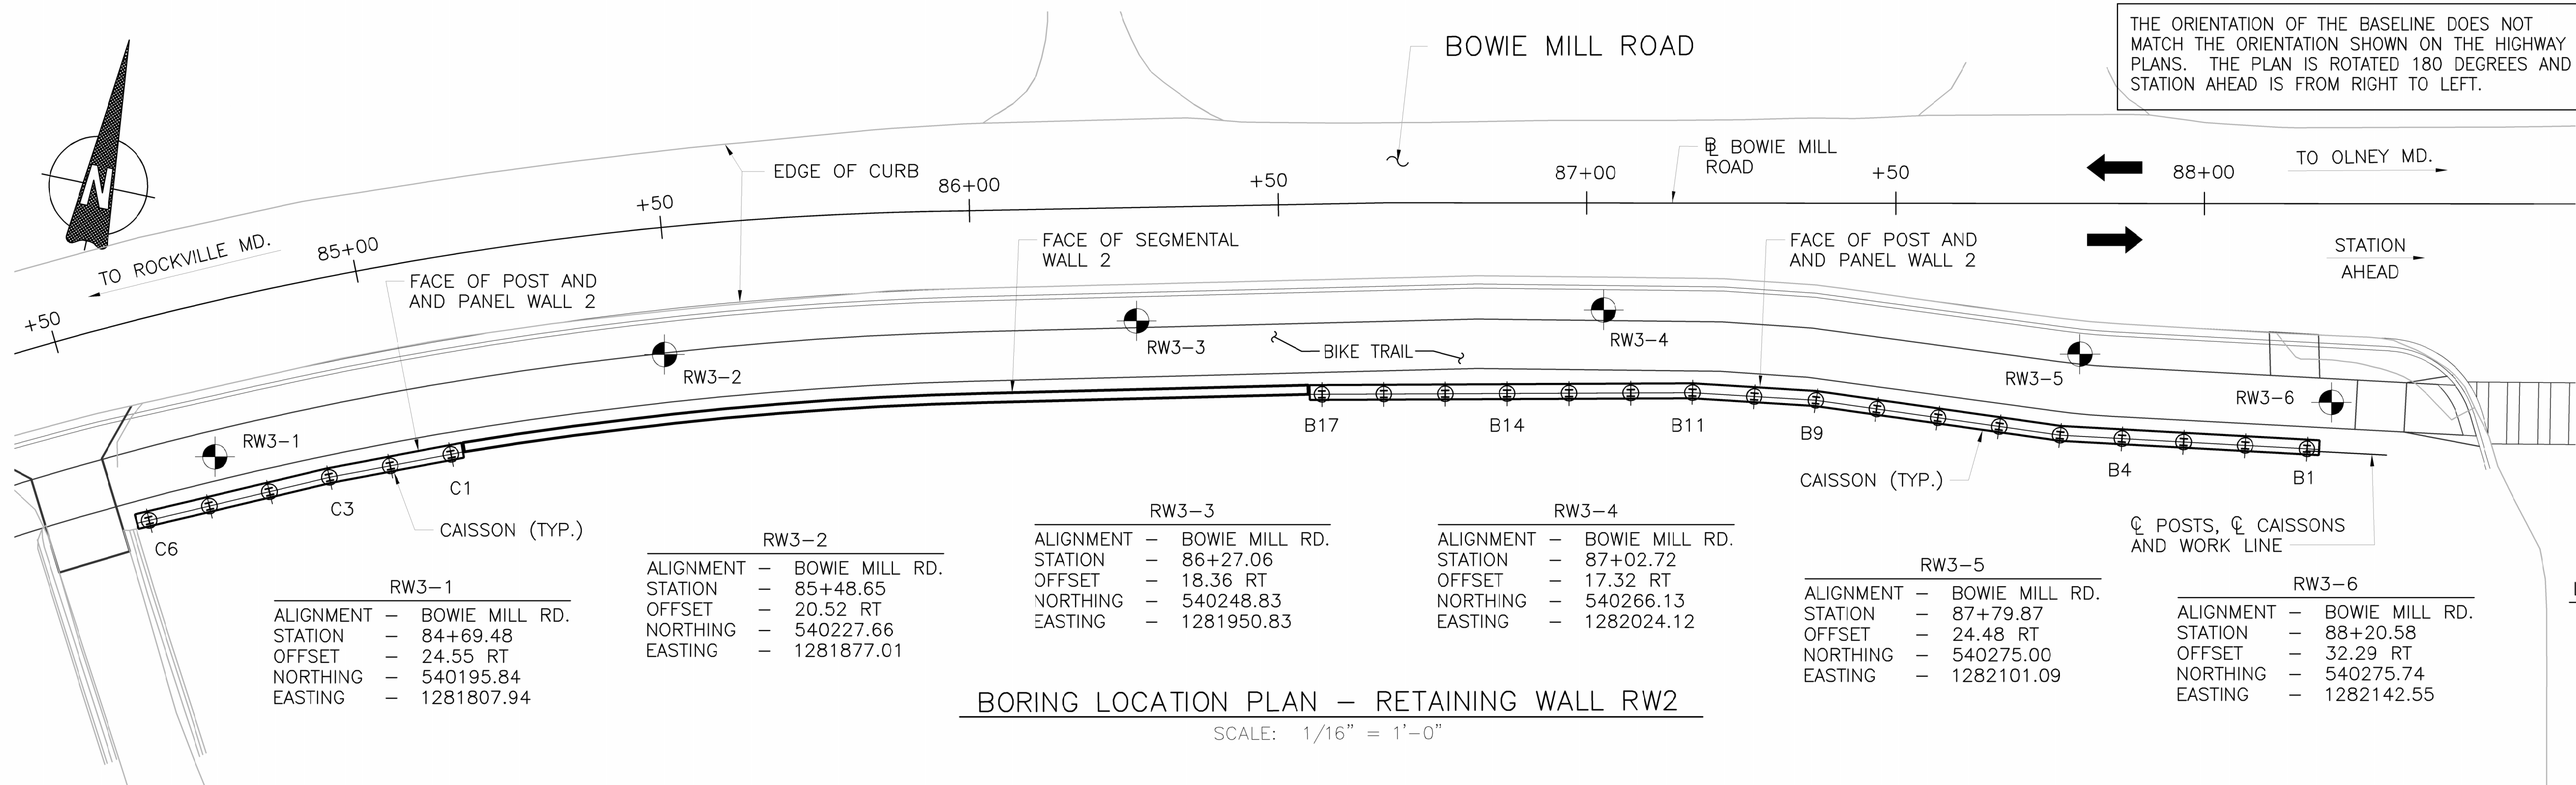 THE ORIENTATION OF THE BASELINE DOES NOT
MATCH THE ORIENTATION SHOWN ON THE HIGHWAY
PLANS. THE PLAN IS ROTATED 180 DEGREES AND
STATION AHEAD IS FROM RIGHT TO LEFT.
BOWIE MILL ROAD
N
EDGE OF CURB
℄ BOWIE MILL
ROAD
TO OLNEY MD.
TO ROCKVILLE MD.
+50
85+00
+50
86+00
+50
87+00
+50
88+00
STATION
AHEAD
FACE OF POST AND
AND PANEL WALL 2
FACE OF SEGMENTAL
WALL 2
FACE OF POST AND
AND PANEL WALL 2
BIKE TRAIL
RW3-1
RW3-2
RW3-3
RW3-4
RW3-5
RW3-6
C6
C3
C1
B17
B14
B11
B9
B4
B1
CAISSON (TYP.)
CAISSON (TYP.)
℄ POSTS, ℄ CAISSONS
AND WORK LINE
RW3-1
ALIGNMENT - BOWIE MILL RD.
STATION - 84+69.48
OFFSET - 24.55 RT
NORTHING - 540195.84
EASTING - 1281807.94
RW3-2
ALIGNMENT - BOWIE MILL RD.
STATION - 85+48.65
OFFSET - 20.52 RT
NORTHING - 540227.66
EASTING - 1281877.01
RW3-3
ALIGNMENT - BOWIE MILL RD.
STATION - 86+27.06
OFFSET - 18.36 RT
NORTHING - 540248.83
EASTING - 1281950.83
RW3-4
ALIGNMENT - BOWIE MILL RD.
STATION - 87+02.72
OFFSET - 17.32 RT
NORTHING - 540266.13
EASTING - 1282024.12
RW3-5
ALIGNMENT - BOWIE MILL RD.
STATION - 87+79.87
OFFSET - 24.48 RT
NORTHING - 540275.00
EASTING - 1282101.09
RW3-6
ALIGNMENT - BOWIE MILL RD.
STATION - 88+20.58
OFFSET - 32.29 RT
NORTHING - 540275.74
EASTING - 1282142.55
BORING LOCATION PLAN - RETAINING WALL RW2
SCALE: 1/16" = 1'-0"